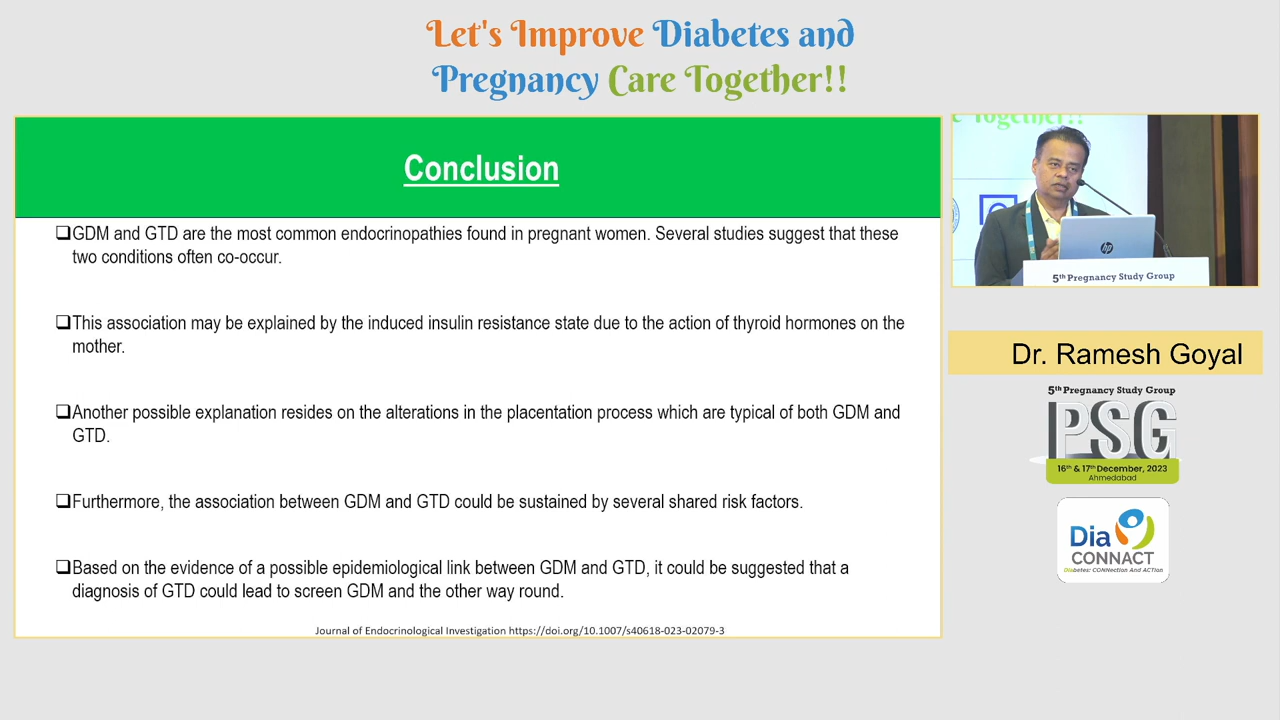 Let's Improve Diabetes and
Pregnancy Care Together!!
Conclusion
❑GDM and GTD are the most common endocrinopathies found in pregnant women. Several studies suggest that these
two conditions often co-occur.
❑This association may be explained by the induced insulin resistance state due to the action of thyroid hormones on the
mother.
❑Another possible explanation resides on the alterations in the placentation process which are typical of both GDM and
GTD.
❑Furthermore, the association between GDM and GTD could be sustained by several shared risk factors.
❑Based on the evidence of a possible epidemiological link between GDM and GTD, it could be suggested that a
diagnosis of GTD could lead to screen GDM and the other way round.
Journal of Endocrinological Investigation https://doi.org/10.1007/s40618-023-02079-3
Together!!
hp
5th Pregnancy Study Group
Dr. Ramesh Goyal
5th Pregnancy Study Group
PSG
16th & 17th December, 2023
Ahmedabad
Dia
CONNACT
Diabetes: CONNection And ACTion